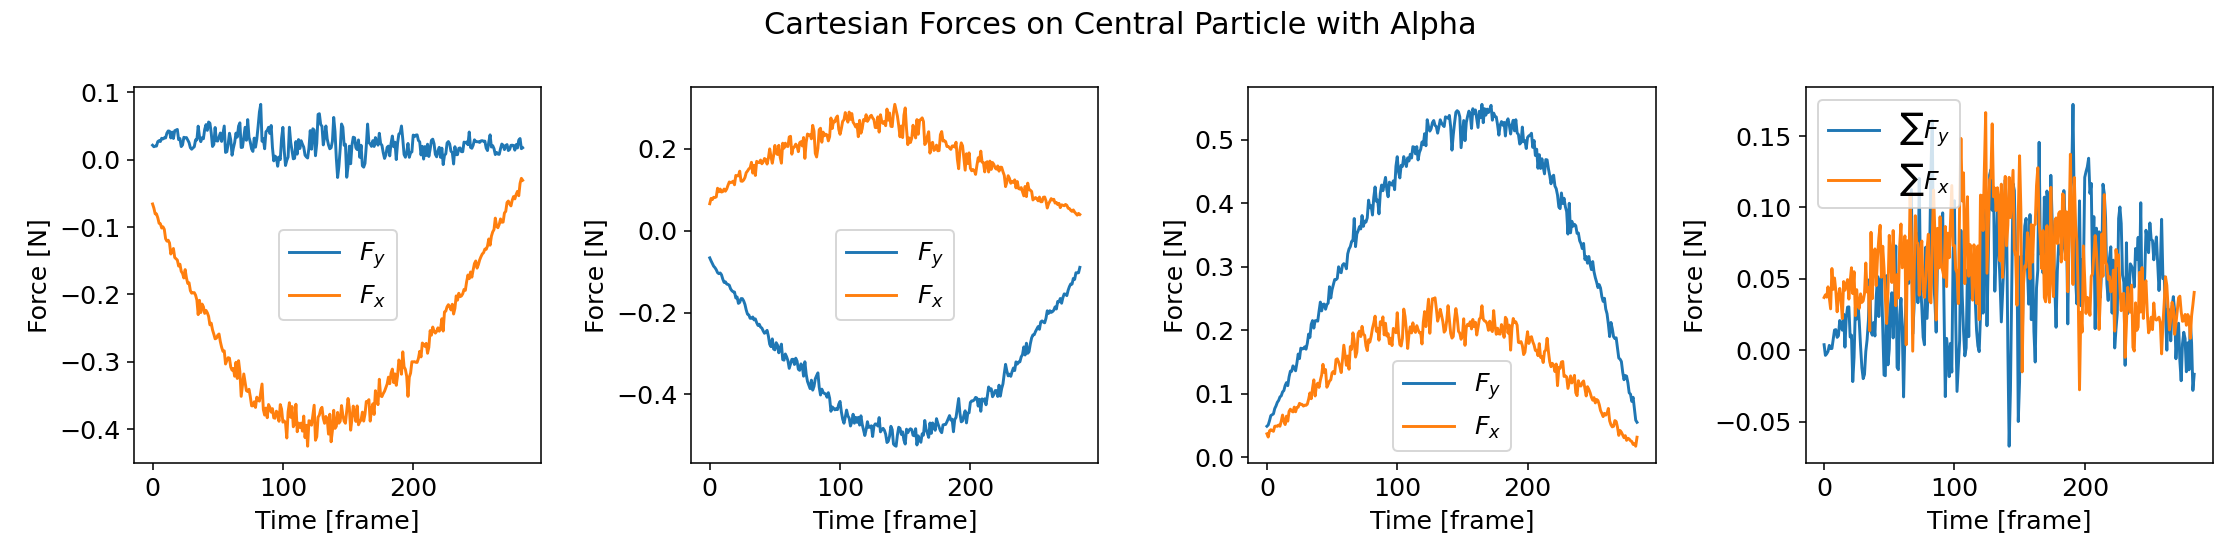 Cartesian Forces on Central Particle with Alpha
Force [N]
0.1
0.0
−0.1
−0.2
−0.3
−0.4
F_y
F_x
0
100
200
Time [frame]
Force [N]
0.2
0.0
−0.2
−0.4
F_y
F_x
0
100
200
Time [frame]
Force [N]
0.5
0.4
0.3
0.2
0.1
0.0
F_y
F_x
0
100
200
Time [frame]
Force [N]
0.15
0.10
0.05
0.00
−0.05
∑F_y
∑F_x
0
100
200
Time [frame]